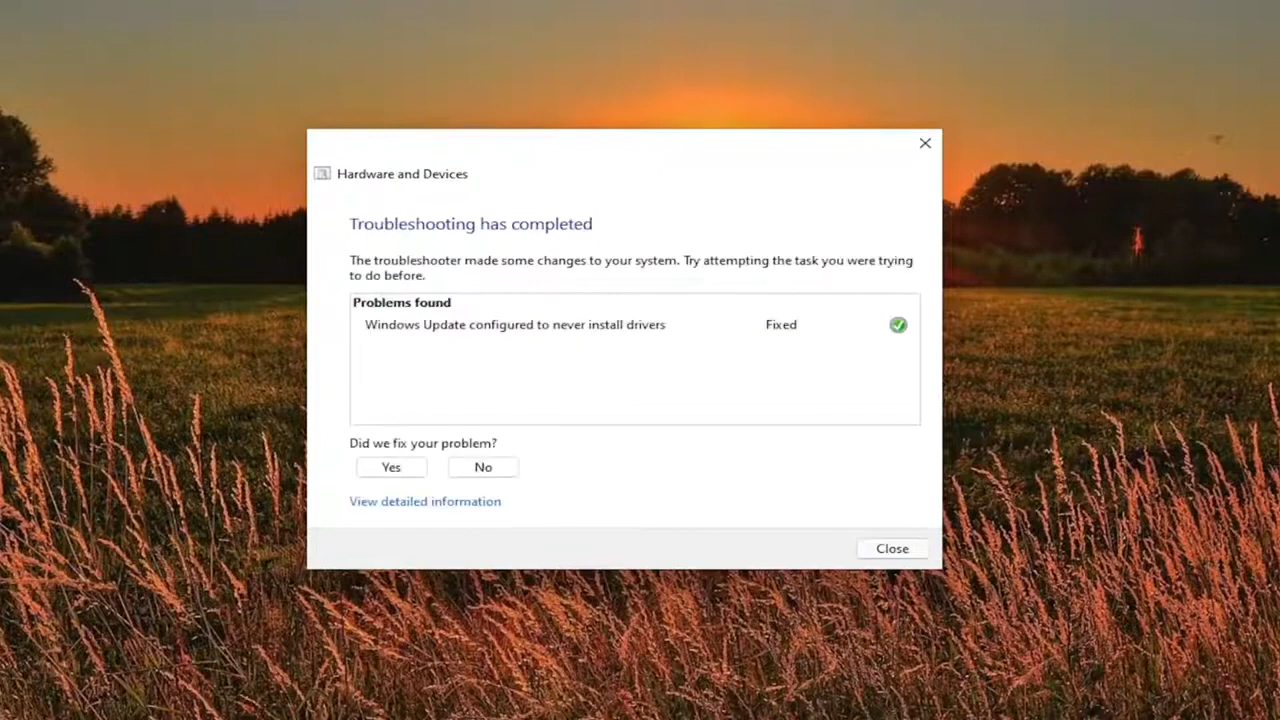 Hardware and Devices
Troubleshooting has completed
The troubleshooter made some changes to your system. Try attempting the task you were trying
to do before.
Problems found
Windows Update configured to never install drivers Fixed
Did we fix your problem?
Yes No
View detailed information
Close